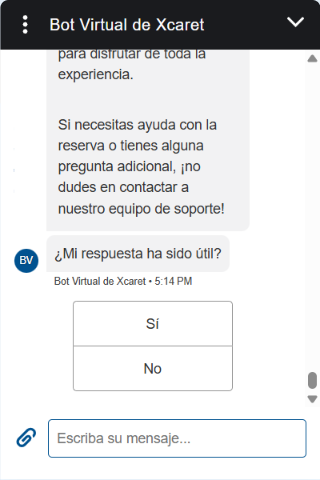 Bot Virtual de Xcaret
para disfrutar de toda la
experiencia.
Si necesitas ayuda con la
reserva o tienes alguna
pregunta adicional, ¡no
dudes en contactar a
nuestro equipo de soporte!
¿Mi respuesta ha sido útil?
BV
Bot Virtual de Xcaret • 5:14 PM
Sí
No
Escriba su mensaje...